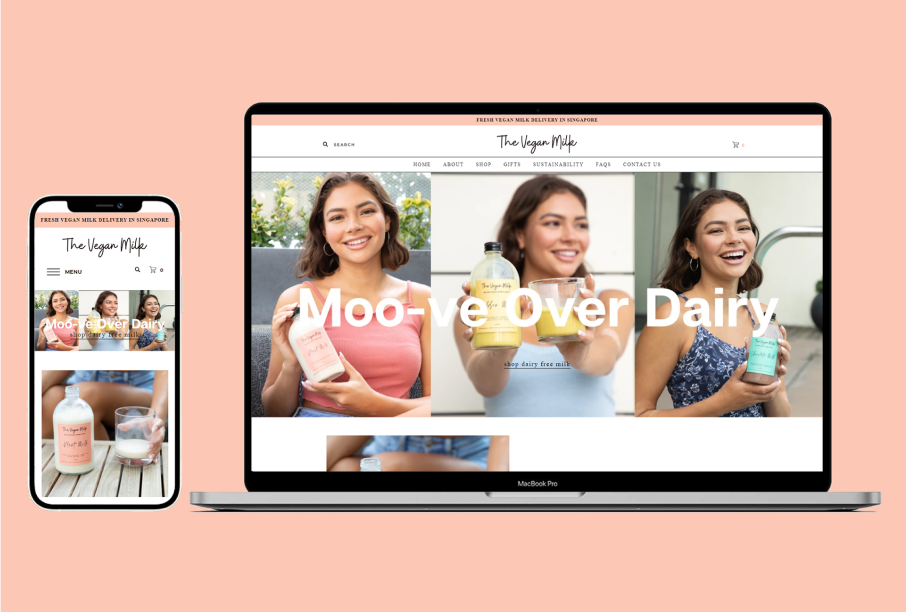 FRESH VEGAN MILK DELIVERY IN SINGAPORE
The Vegan Milk
MENU
0
Moo-ve Over Dairy
shop dairy free milk
The Vegan Milk
FRESH VEGAN MILK DELIVERY IN SINGAPORE
SEARCH
The Vegan Milk
0
HOME ABOUT SHOP GIFTS SUSTAINABILITY FAQS CONTACT US
Moo-ve Over Dairy
shop dairy free milk
MacBook Pro